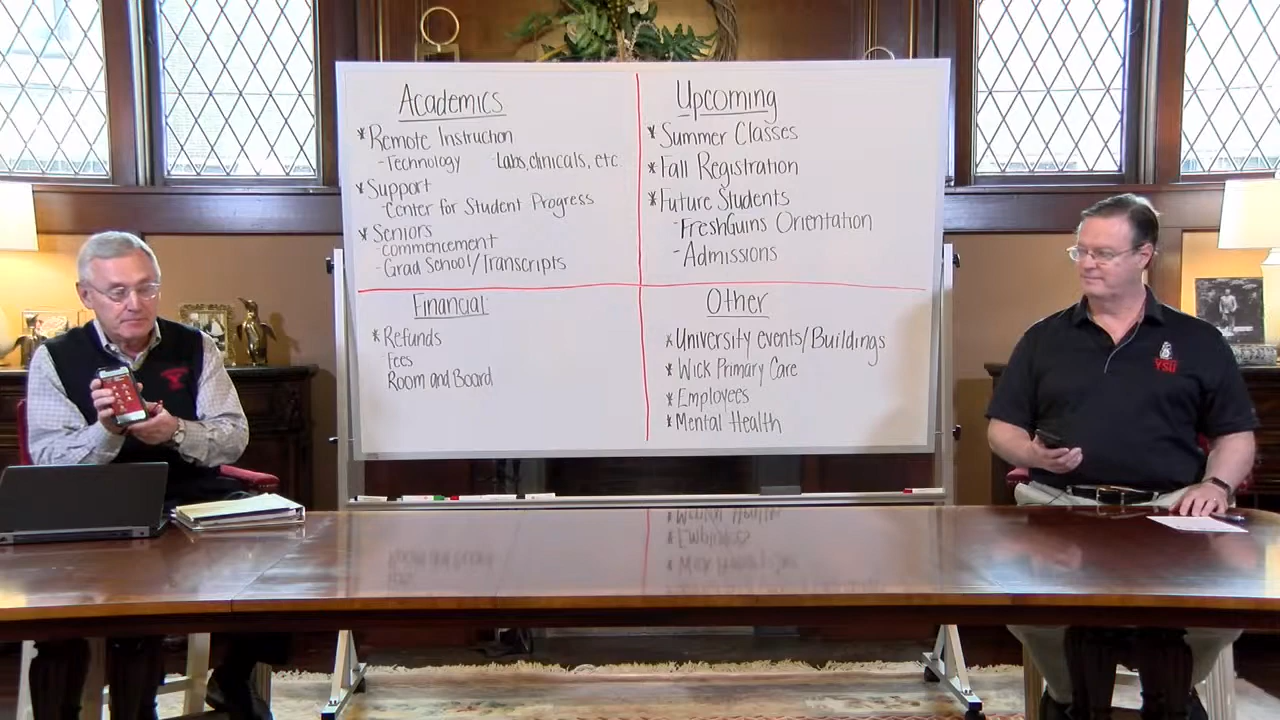 Academics
* Remote Instruction
- Technology - Labs, clinicals, etc
* Support
- Center for Student Progress
* Seniors
- Commencement
- Grad School/Transcripts
Upcoming
* Summer Classes
* Fall Registration
* Future Students
- FreshGuins Orientation
- Admissions
Financial
* Refunds
- Fees
Room and Board
Other
* University events/Buildings
* Wick Primary Care
* Employees
* Mental Health
YSU